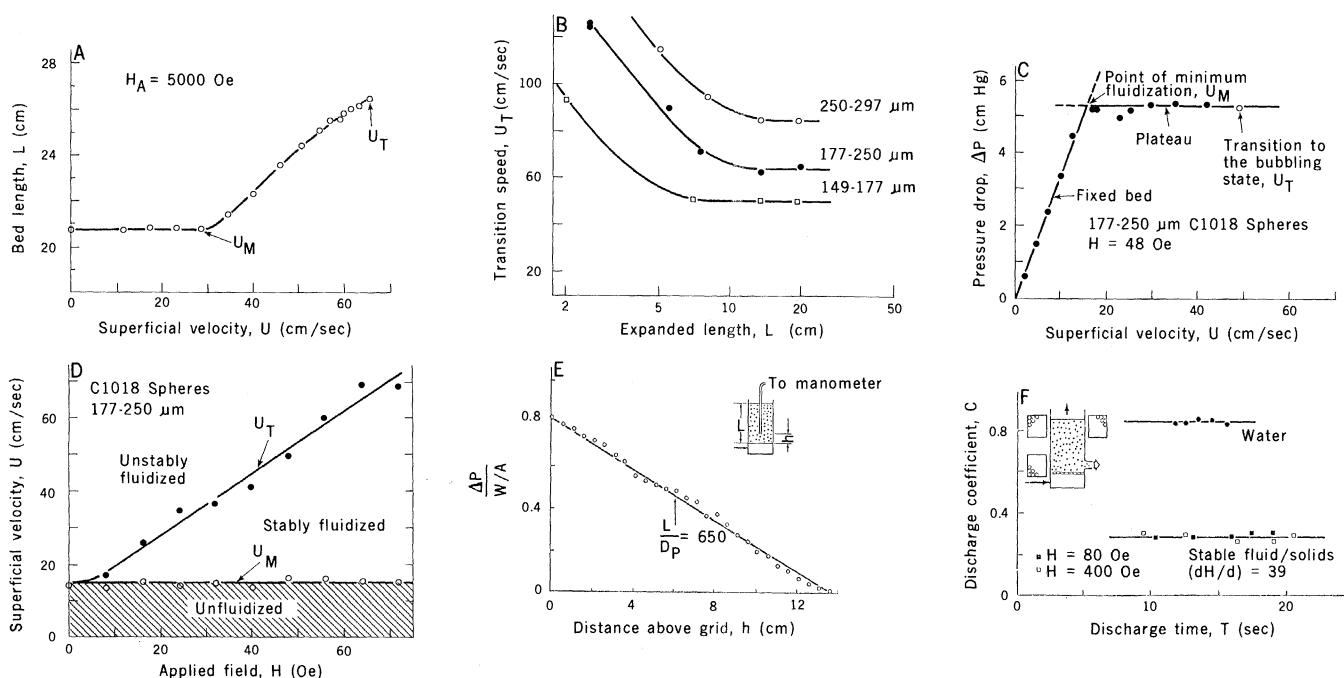 A
H_A = 5000 Oe
28
26
24
22
20
Bed length, L (cm)
U_M
U_T
0 20 40 60
Superficial velocity, U (cm/sec)
B
100
60
20
Transition speed, U_T (cm/sec)
250-297 μm
177-250 μm
149-177 μm
2 5 10 20 50
Expanded length, L (cm)
C
Point of minimum
fluidization, U_M
6
4
2
0
Pressure drop, ΔP (cm Hg)
Plateau
Transition to
the bubbling
state, U_T
Fixed bed
177-250 μm C1018 Spheres
H = 48 Oe
0 20 40 60
Superficial velocity, U (cm/sec)
D
C1018 Spheres
177-250 μm
60
40
20
0
Superficial velocity, U (cm/sec)
U_T
Unstably
fluidized
Stably fluidized
U_M
Unfluidized
0 20 40 60
Applied field, H (Oe)
E
To manometer
L
h
0.8
0.4
0
ΔP
W/A
L
D_P
= 650
0 4 8 12
Distance above grid, h (cm)
F
0.8
0.4
0
Discharge coefficient, C
Water
H = 80 Oe
H = 400 Oe
Stable fluid/solids
(dH/d) = 39
0 10 20
Discharge time, T (sec)